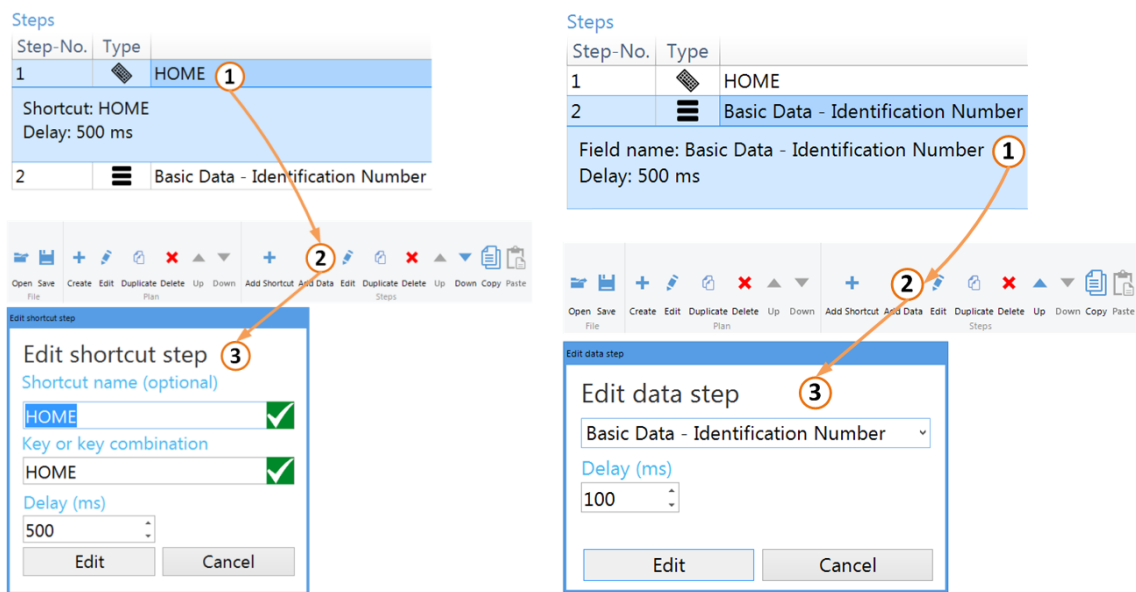 Steps
Step-No. Type
1 HOME 1
Shortcut: HOME
Delay: 500 ms
2 Basic Data - Identification Number
2
Open Save Create Edit Duplicate Delete Up Down Add Shortcut Add Data Edit Duplicate Delete Up Down Copy Paste
File Plan Steps
Edit shortcut step
Edit shortcut step 3
Shortcut name (optional)
HOME
Key or key combination
HOME
Delay (ms)
500
Edit Cancel
Steps
Step-No. Type
1 HOME
2 Basic Data - Identification Number
Field name: Basic Data - Identification Number 1
Delay: 500 ms
2
Open Save Create Edit Duplicate Delete Up Down Add Shortcut Add Data Edit Duplicate Delete Up Down Copy Paste
File Plan Steps
Edit data step
Edit data step 3
Basic Data - Identification Number
Delay (ms)
100
Edit Cancel